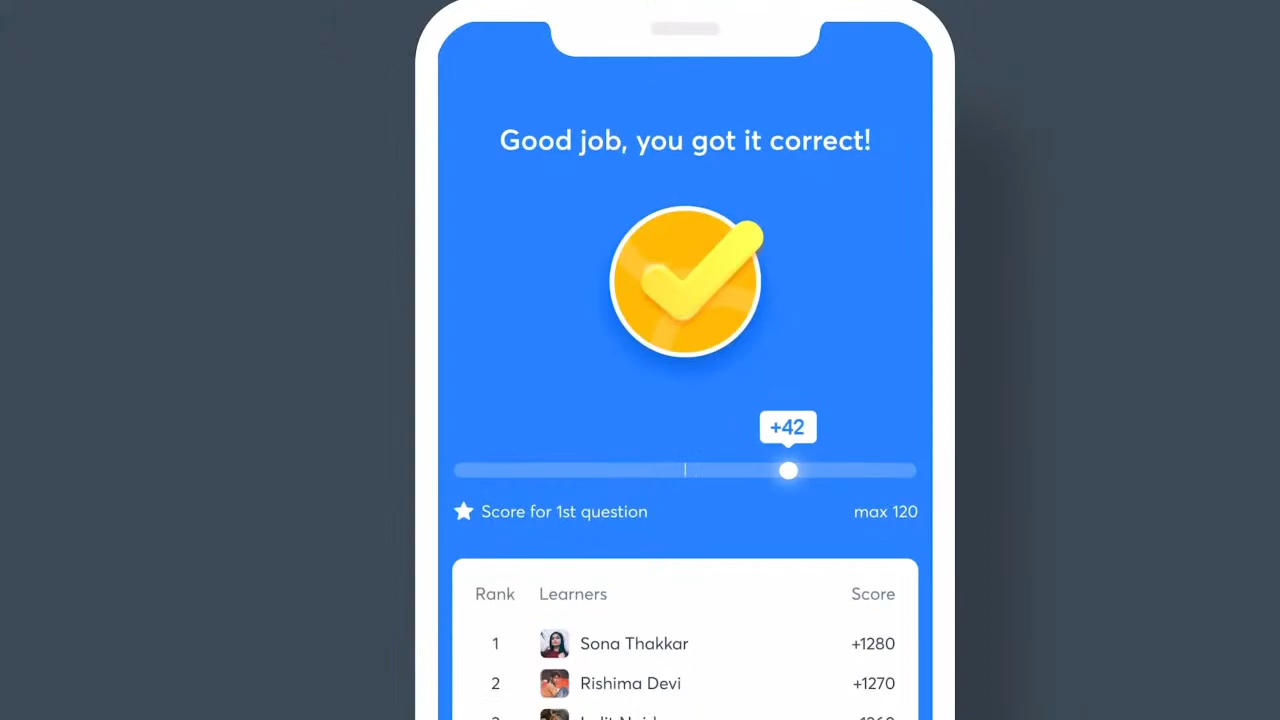 Good job, you got it correct!
+42
Score for 1st question
max 120
Rank Learners Score
1 Sona Thakkar +1280
2 Rishima Devi +1270